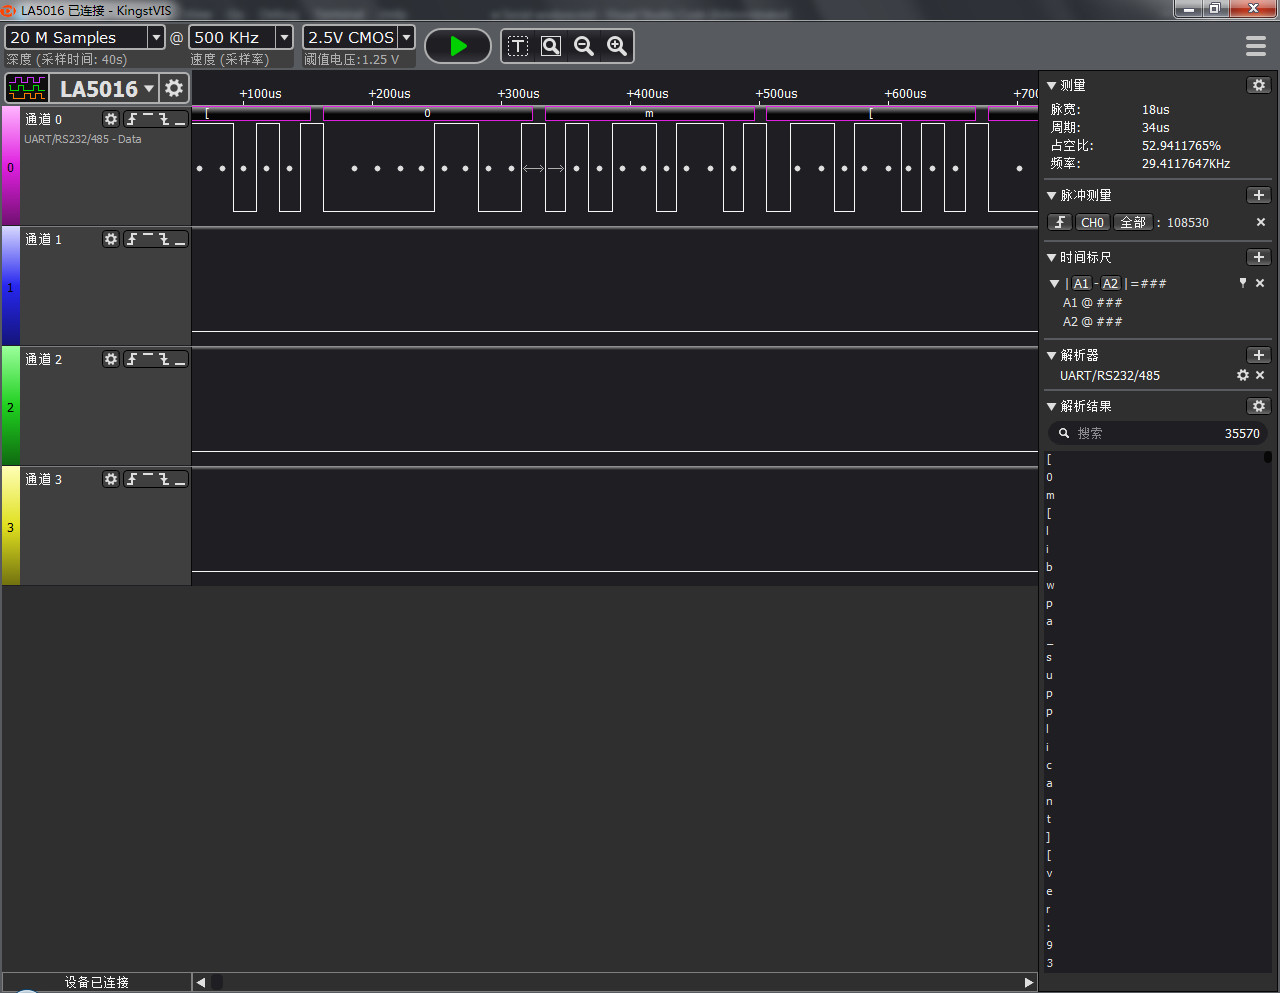 LA5016 已连接 - KingstVIS
20 M Samples @ 500 KHz 2.5V CMOS T
深度 (采样时间: 40s) 速度 (采样率) 阈值电压:1.25 V
LA5016
+100us +200us +300us +400us +500us +600us +700
通道 0
UART/RS232/485 - Data
0
[ 0 m [
通道 1
1
通道 2
2
通道 3
3
设备已连接
测量
脉宽: 18us
周期: 34us
占空比: 52.9411765%
频率: 29.4117647KHz
脉冲测量
CH0 全部 : 108530
时间标尺
|A1-A2|=###
A1 @ ###
A2 @ ###
解析器
UART/RS232/485
解析结果
搜索 35570
[
0
m
[
l
i
b
w
p
a
_
s
u
p
p
l
i
c
a
n
t
]
[
v
e
r
:
9
3